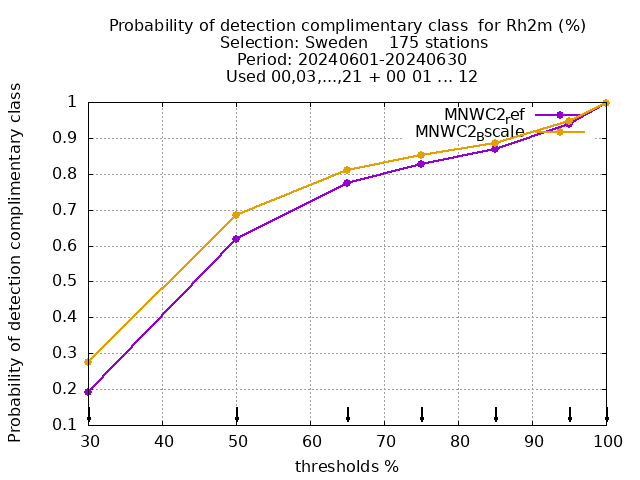 Probability of detection complimentary class  for Rh2m (%)
Selection: Sweden    175 stations
Period: 20240601-20240630
Used 00,03,...,21 + 00 01 ... 12
Probability of detection complimentary class
1
0.9
0.8
0.7
0.6
0.5
0.4
0.3
0.2
0.1
MNWC2ref
MNWC2Bscale
30 40 50 60 70 80 90 100
thresholds %